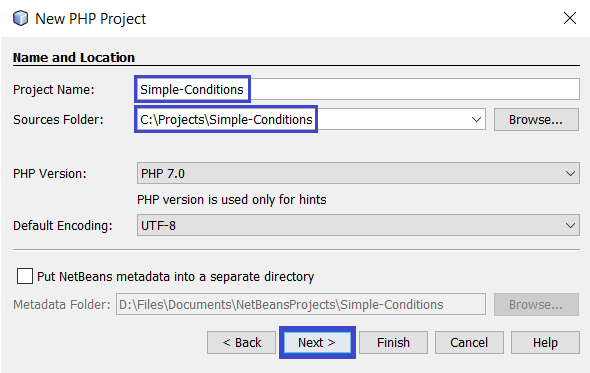 New PHP Project
Name and Location
Project Name: Simple-Conditions
Sources Folder: C:\Projects\Simple-Conditions Browse...
PHP Version: PHP 7.0
PHP version is used only for hints
Default Encoding: UTF-8
Put NetBeans metadata into a separate directory
Metadata Folder: D:\Files\Documents\NetBeansProjects\Simple-Conditions Browse...
< Back Next > Finish Cancel Help